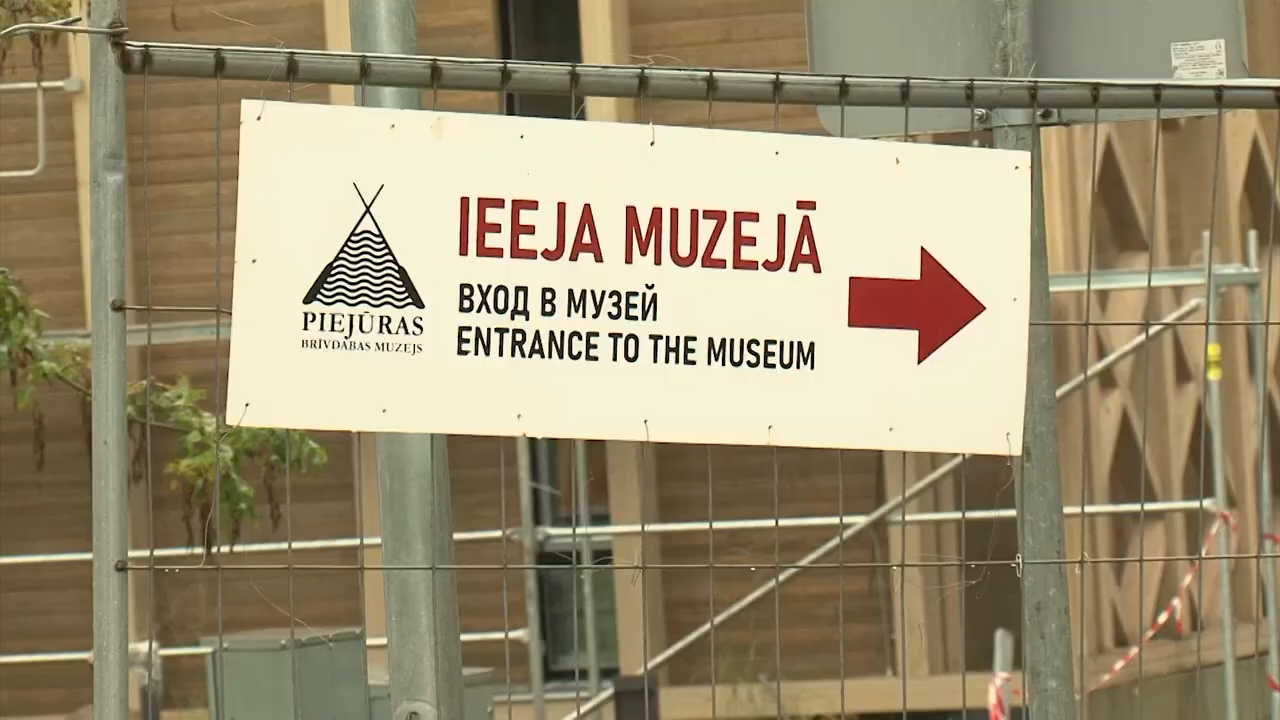 IEEJA MUZEJĀ
ВХОД В МУЗЕЙ
ENTRANCE TO THE MUSEUM
PIEJŪRAS
BRĪVDABAS MUZEJS